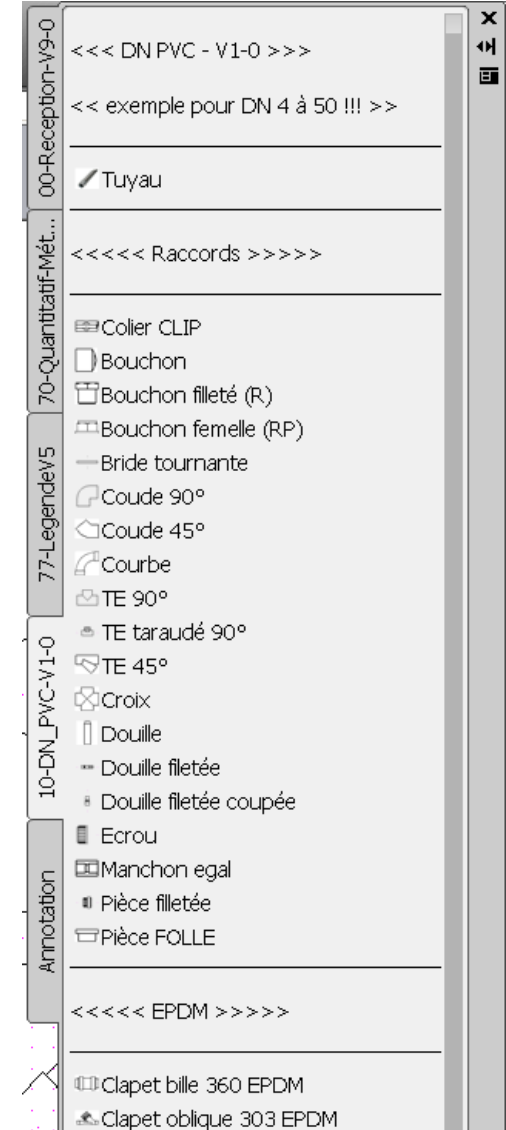 00-Reception-V9-0
70-Quantitatif-Mét...
77-LegendeV5
10-DN_PVC-V1-0
Annotation
<<< DN PVC - V1-0 >>>
<< exemple pour DN 4 à 50 !!! >>
Tuyau
<<<<< Raccords >>>>>
Colier CLIP
Bouchon
Bouchon filleté (R)
Bouchon femelle (RP)
Bride tournante
Coude 90°
Coude 45°
Courbe
TE 90°
TE taraudé 90°
TE 45°
Croix
Douille
Douille filetée
Douille filetée coupée
Ecrou
Manchon egal
Pièce filletée
Pièce FOLLE
<<<<< EPDM >>>>>
Clapet bille 360 EPDM
Clapet oblique 303 EPDM